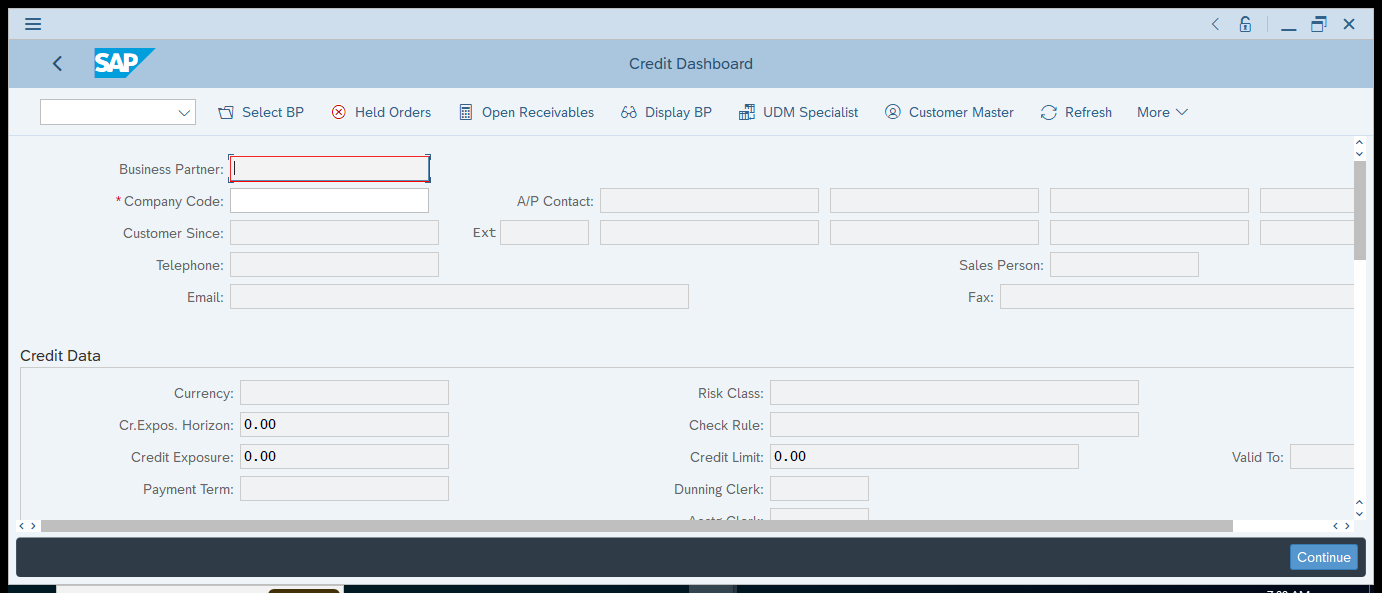 SAP
Credit Dashboard
Select BP Held Orders Open Receivables Display BP UDM Specialist Customer Master Refresh More
Business Partner:
* Company Code: A/P Contact:
Customer Since: Ext
Telephone: Sales Person:
Email: Fax:
Credit Data
Currency: Risk Class:
Cr.Expos. Horizon: 0.00 Check Rule:
Credit Exposure: 0.00 Credit Limit: 0.00 Valid To:
Payment Term: Dunning Clerk:
Continue